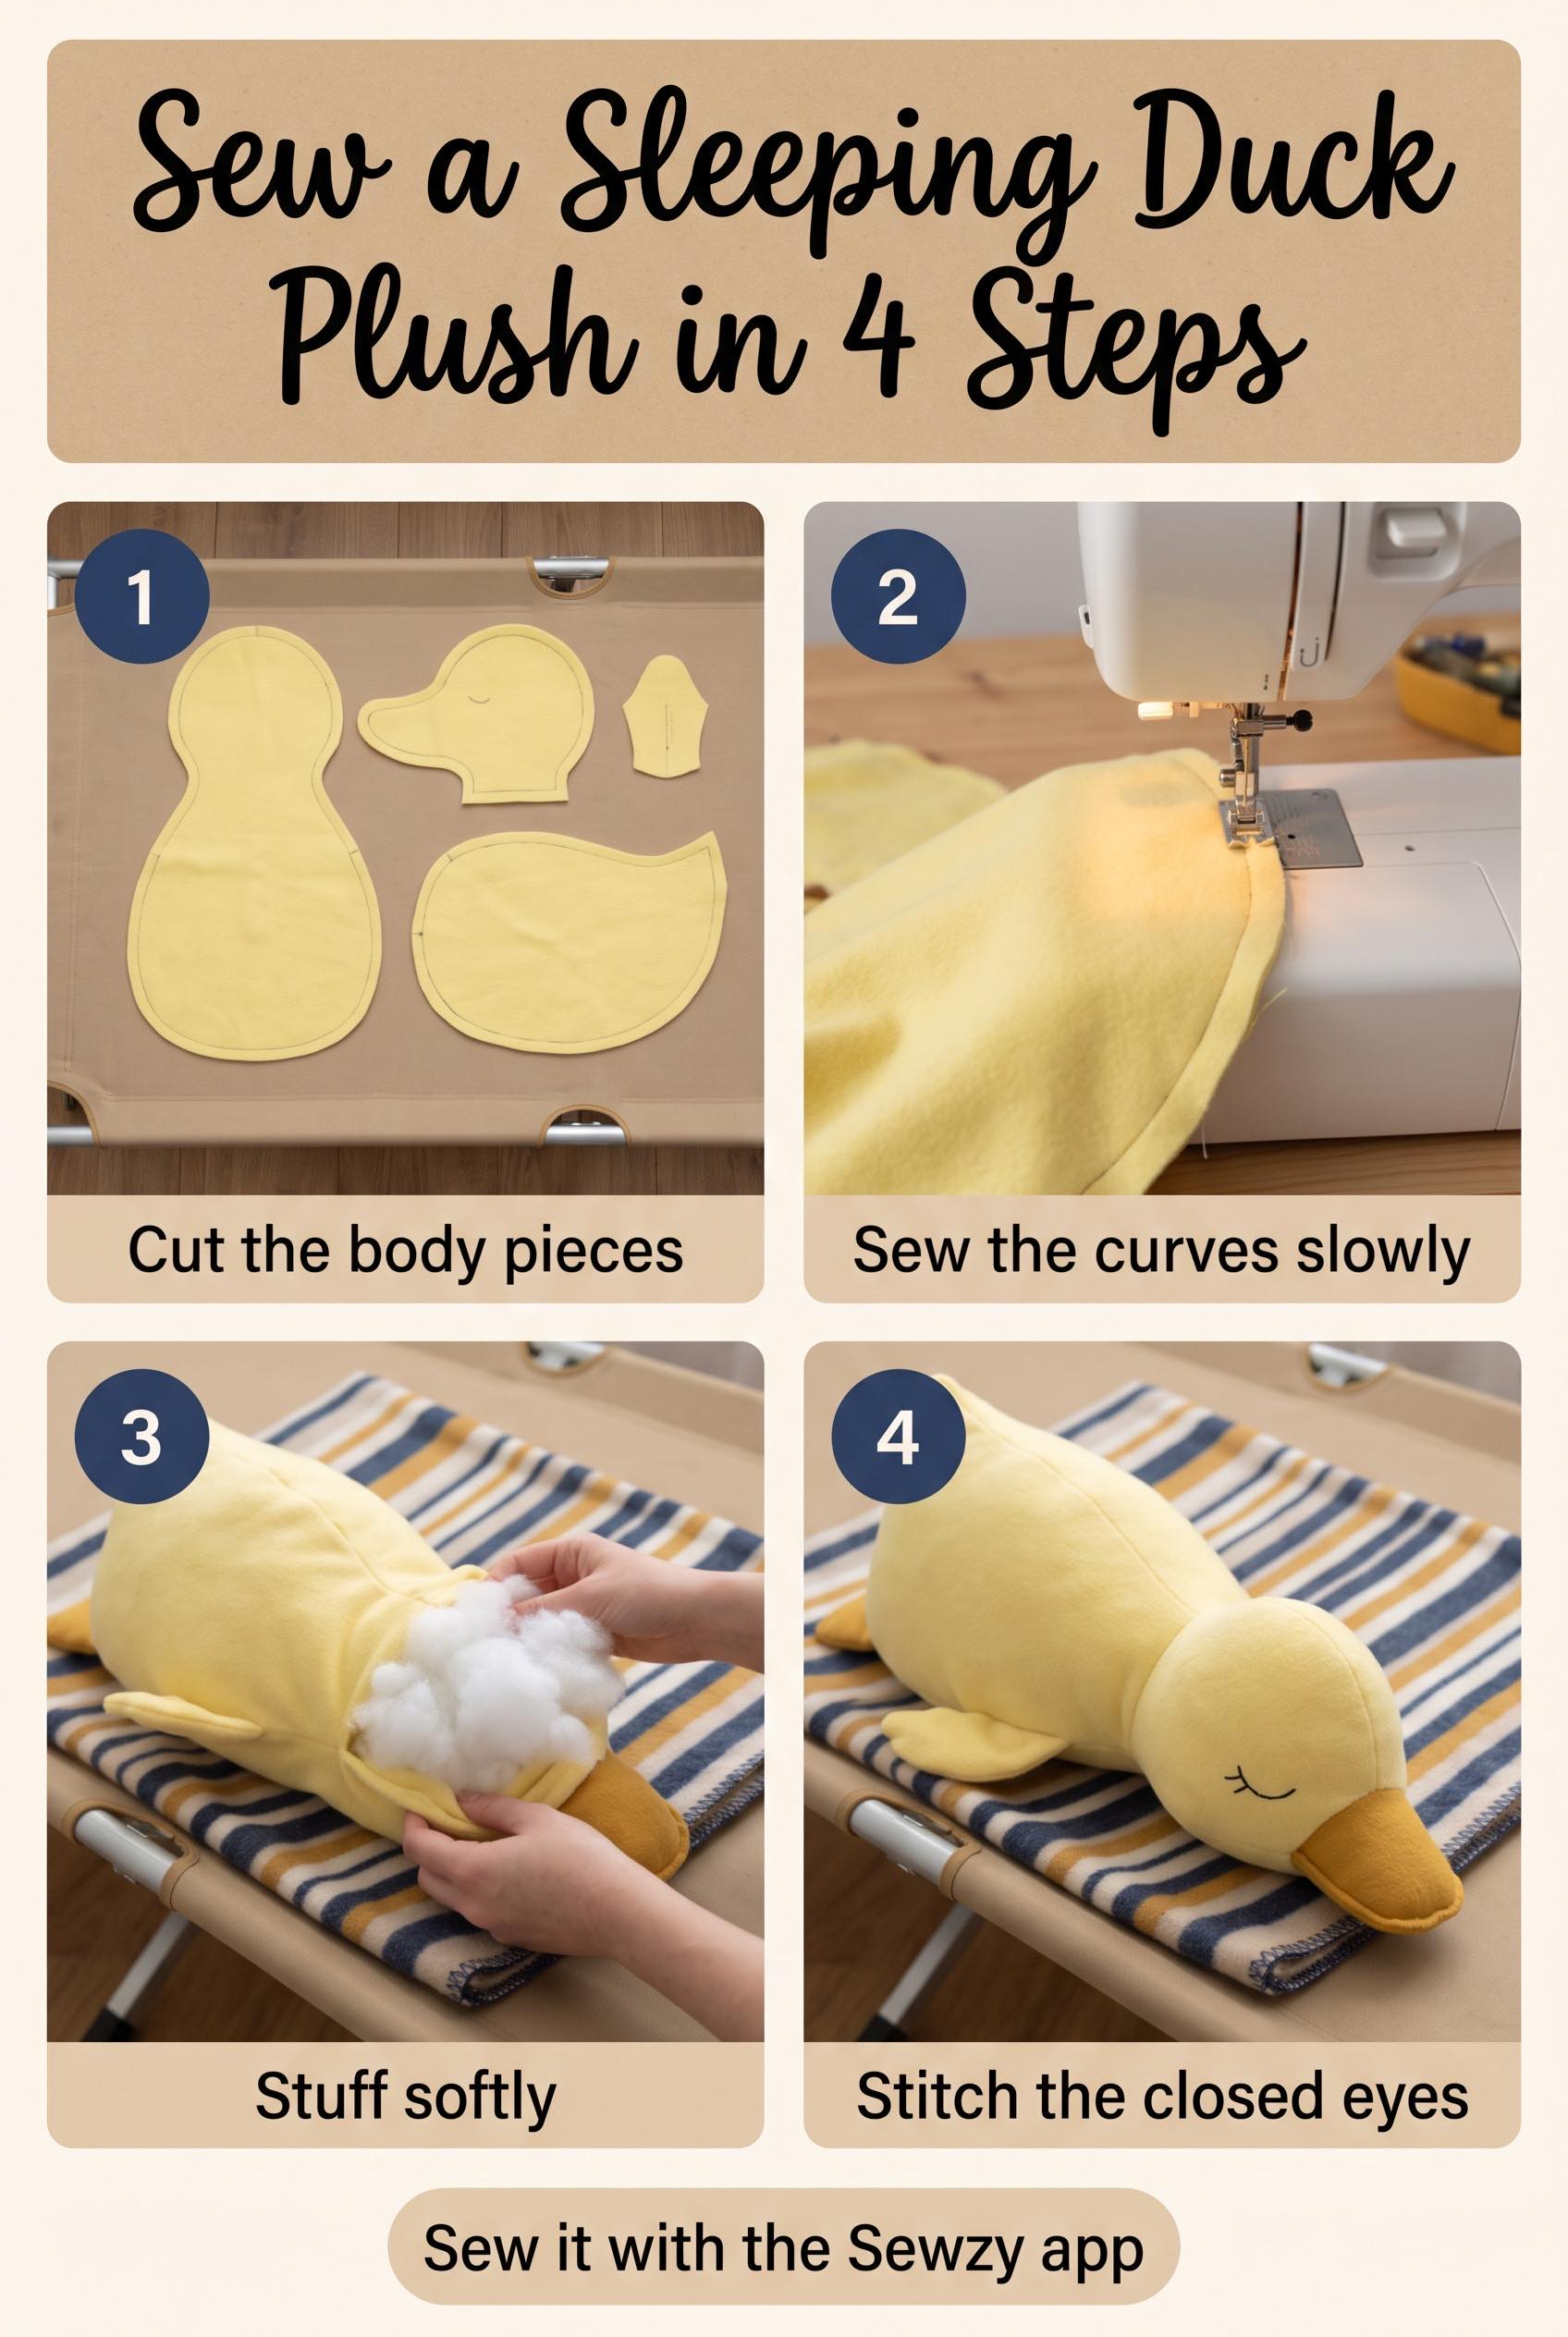 Sew a Sleeping Duck
Plush in 4 Steps
1
Cut the body pieces
2
Sew the curves slowly
3
Stuff softly
4
Stitch the closed eyes
Sew it with the Sewzy app